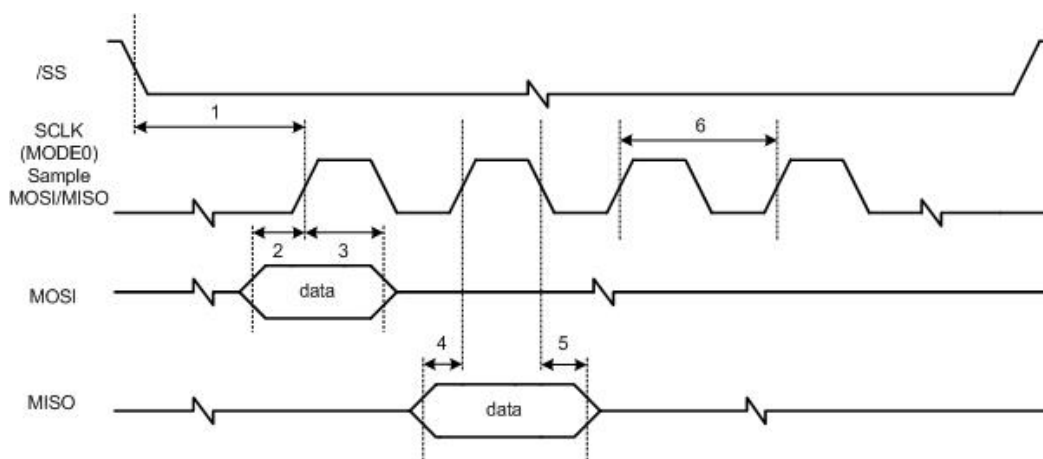 /SS
1
SCLK
(MODE0)
Sample
MOSI/MISO
6
2
3
MOSI
data
4
5
MISO
data